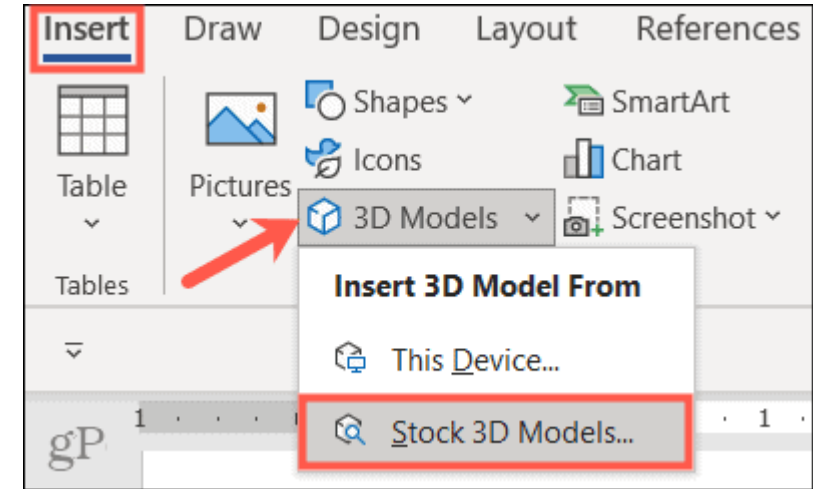 Insert Draw Design Layout References
Shapes SmartArt
Icons Chart
Table Pictures
3D Models Screenshot
Tables
Insert 3D Model From
This Device...
Stock 3D Models...
1 1
gP